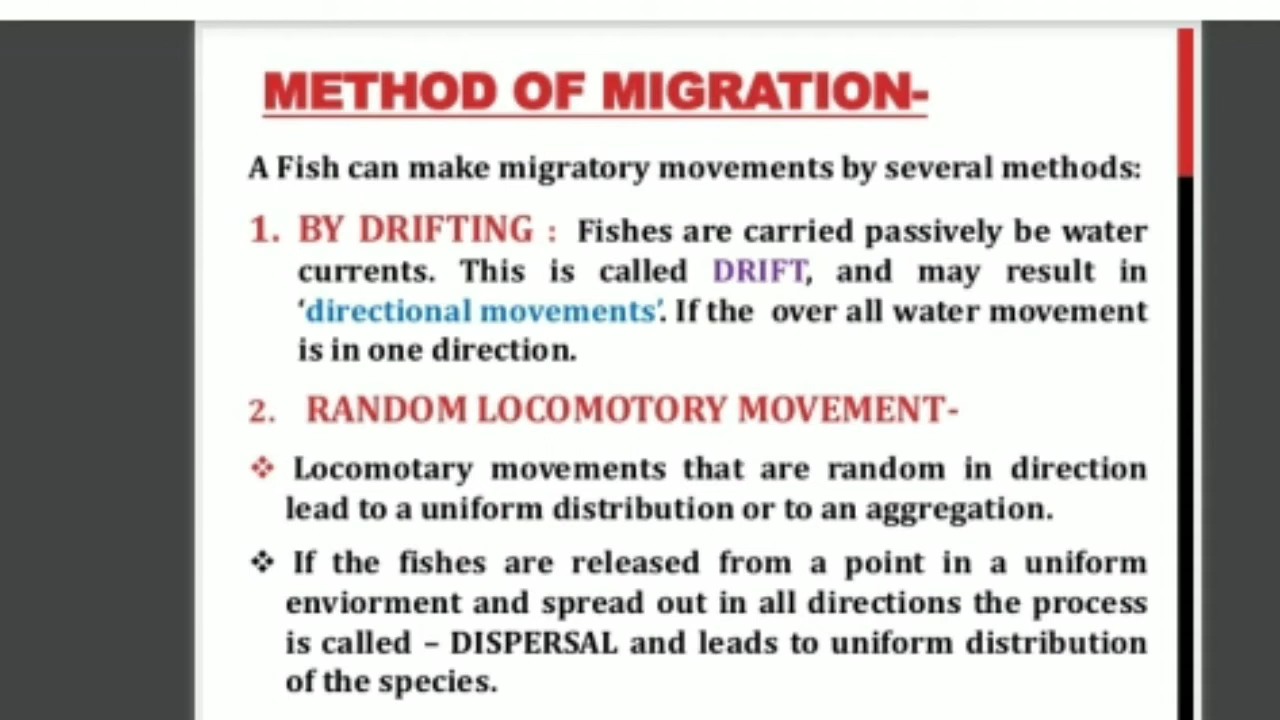 METHOD OF MIGRATION-
A Fish can make migratory movements by several methods:
1. BY DRIFTING : Fishes are carried passively be water
currents. This is called DRIFT, and may result in
‘directional movements’. If the over all water movement
is in one direction.
2. RANDOM LOCOMOTORY MOVEMENT-
❖ Locomotary movements that are random in direction
lead to a uniform distribution or to an aggregation.
❖ If the fishes are released from a point in a uniform
enviorment and spread out in all directions the process
is called – DISPERSAL and leads to uniform distribution
of the species.